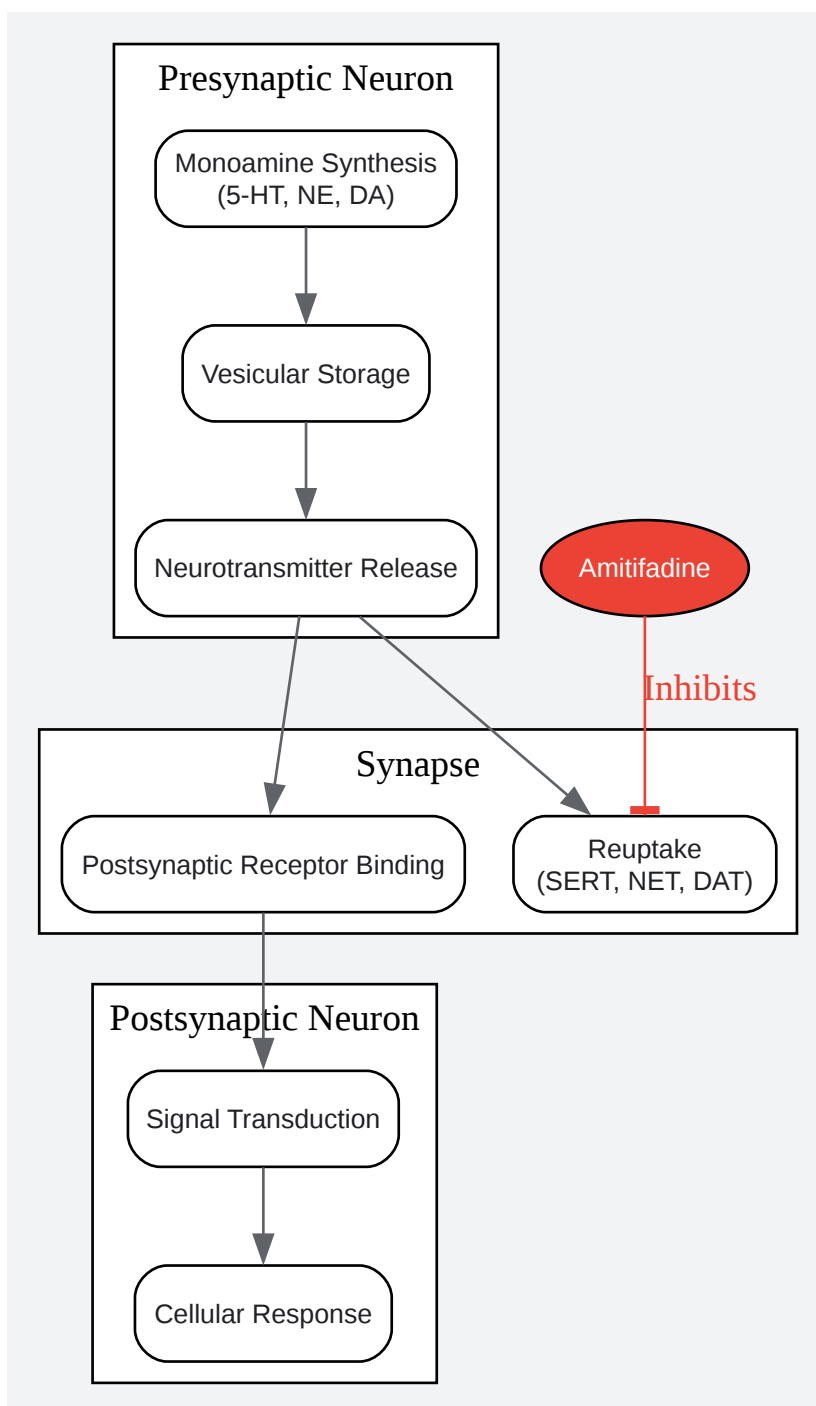 Presynaptic Neuron
Monoamine Synthesis
(5-HT, NE, DA)
Vesicular Storage
Neurotransmitter Release
Amitifadine
Inhibits
Synapse
Postsynaptic Receptor Binding
Reuptake
(SERT, NET, DAT)
Postsynaptic Neuron
Signal Transduction
Cellular Response